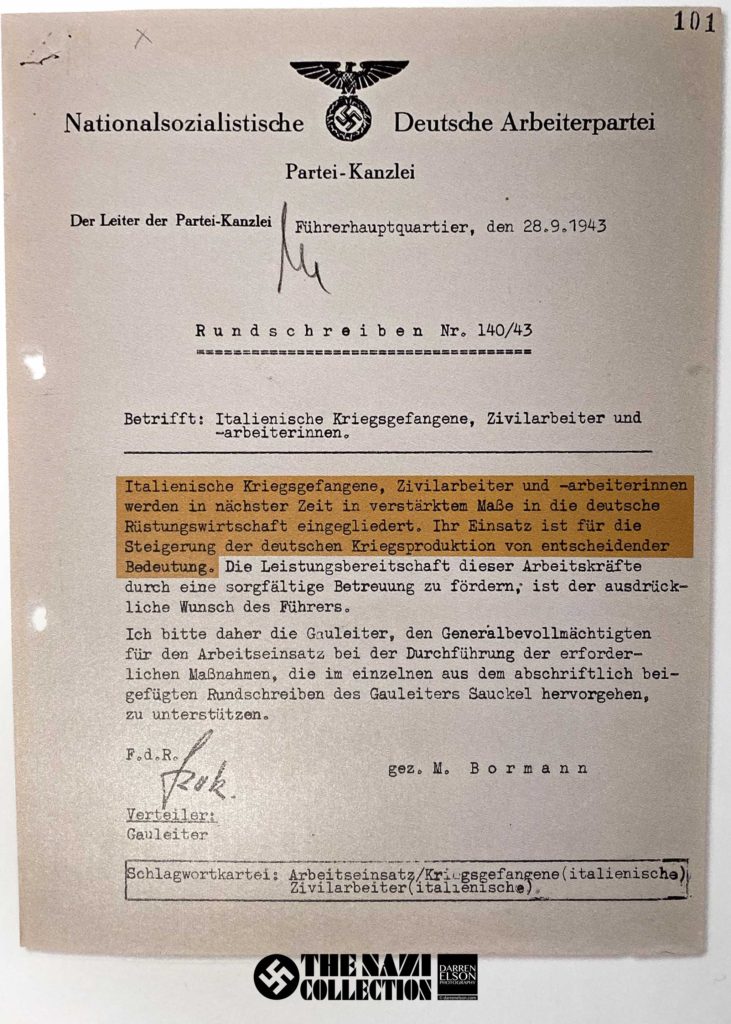 101
Nationalsozialistische Deutsche Arbeiterpartei
Partei-Kanzlei
Der Leiter der Partei-Kanzlei
Führerhauptquartier, den 28.9.1943
Rundschreiben Nr. 140/43
Betrifft: Italienische Kriegsgefangene, Zivilarbeiter und
-arbeiterinnen.
Italienische Kriegsgefangene, Zivilarbeiter und -arbeiterinnen
werden in nächster Zeit in verstärktem Maße in die deutsche
Rüstungswirtschaft eingegliedert. Ihr Einsatz ist für die
Steigerung der deutschen Kriegsproduktion von entscheidender
Bedeutung. Die Leistungsbereitschaft dieser Arbeitskräfte
durch eine sorgfältige Betreuung zu fördern, ist der ausdrück-
liche Wunsch des Führers.
Ich bitte daher die Gauleiter, den Generalbevollmächtigten
für den Arbeitseinsatz bei der Durchführung der erforder-
lichen Maßnahmen, die im einzelnen aus dem abschriftlich bei-
gefügten Rundschreiben des Gauleiters Sauckel hervorgehen,
zu unterstützen.
F.d.R.
gez. M. Bormann
Verteiler:
Gauleiter
Schlagwortkartei: Arbeitseinsatz/Kriegsgefangene(italienische)
Zivilarbeiter(italienische).
THE NAZI
COLLECTION
DARREN
ELSON
PHOTOGRAPHY
© darrenelson.com